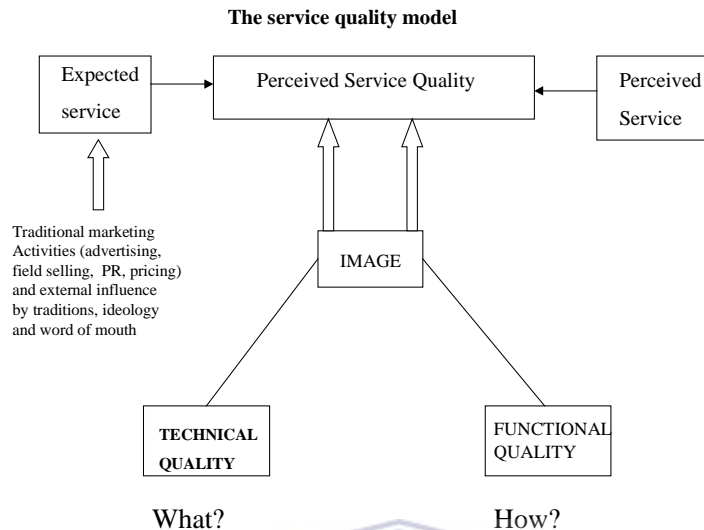 The service quality model
Expected
service
Perceived Service Quality
Perceived
Service
Traditional marketing
Activities (advertising,
field selling, PR, pricing)
and external influence
by traditions, ideology
and word of mouth
IMAGE
TECHNICAL
QUALITY
FUNCTIONAL
QUALITY
What?
How?